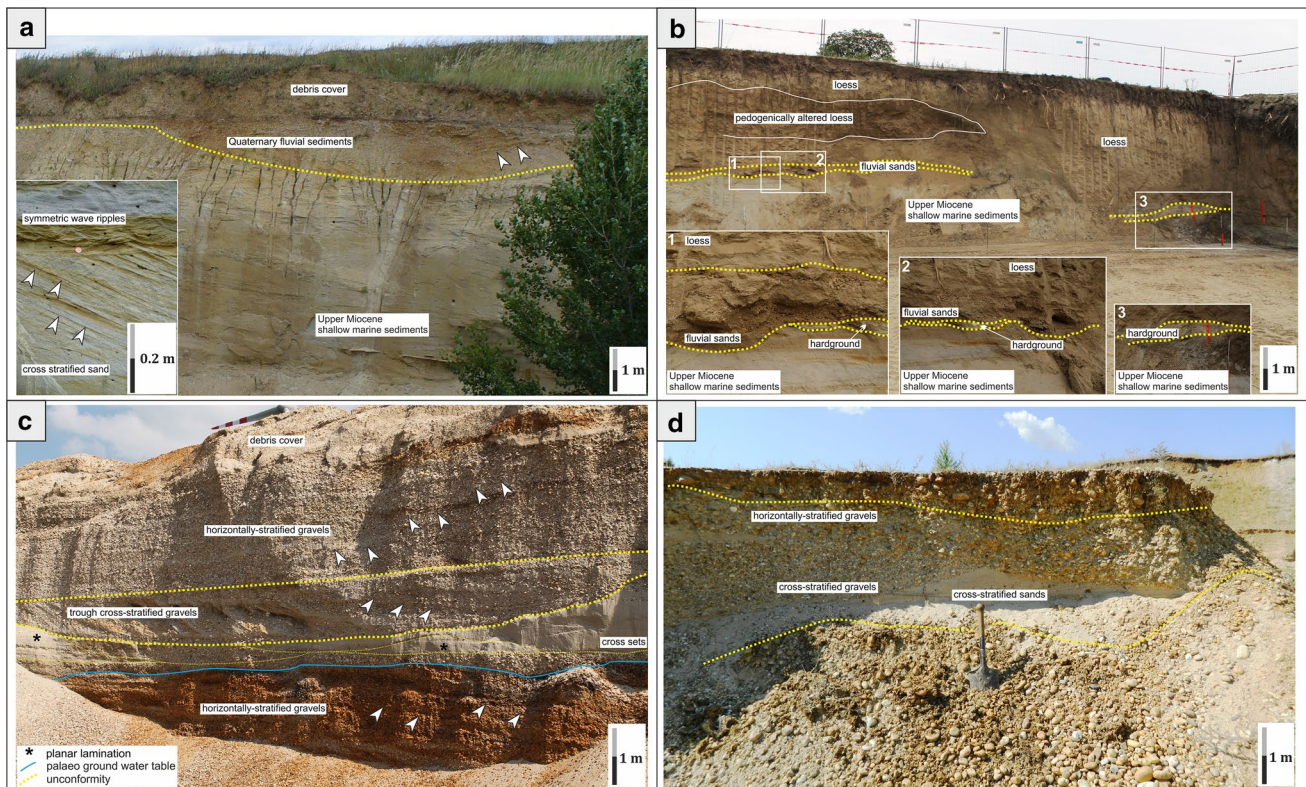 a
debris cover
Quaternary fluvial sediments
symmetric wave ripples
cross stratified sand
0.2 m
Upper Miocene
shallow marine sediments
1 m
b
loess
pedogenically altered loess
loess
1
2
fluvial sands
Upper Miocene
shallow marine sediments
3
1
loess
fluvial sands
hardground
Upper Miocene
shallow marine sediments
2
loess
fluvial sands
hardground
Upper Miocene
shallow marine sediments
3
hardground
Upper Miocene
shallow marine sediments
1 m
c
debris cover
horizontally-stratified gravels
trough cross-stratified gravels
*
*
cross sets
horizontally-stratified gravels
* planar lamination
palaeo ground water table
unconformity
1 m
d
horizontally-stratified gravels
cross-stratified gravels
cross-stratified sands
1 m